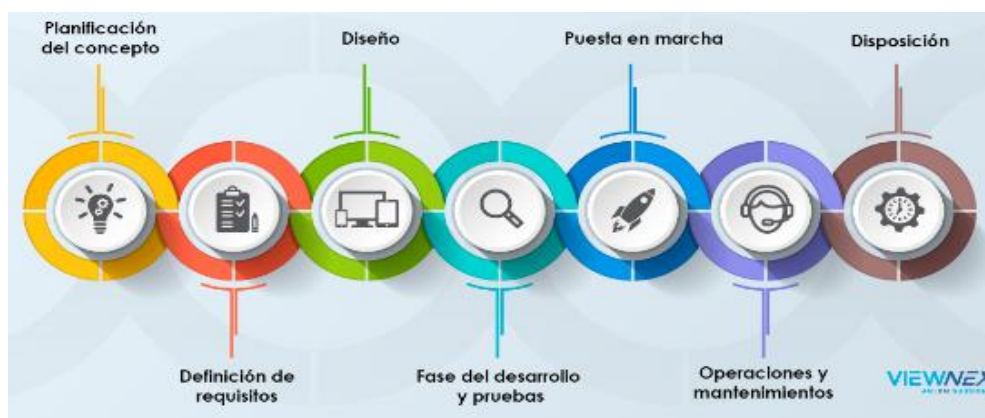 Planificación
del concepto
Definición de
requisitos
Diseño
Fase del desarrollo
y pruebas
Puesta en marcha
Operaciones y
mantenimientos
Disposición
VIEWNEX